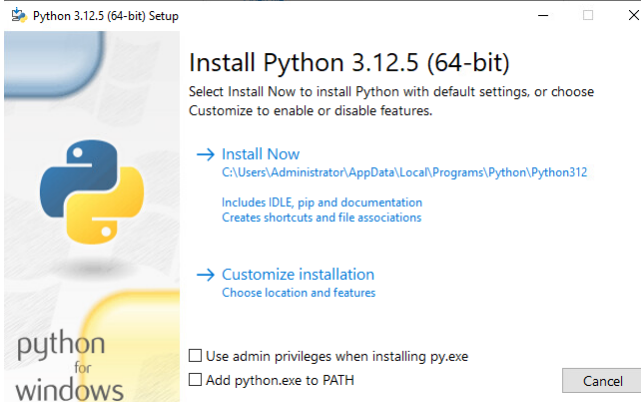 Python 3.12.5 (64-bit) Setup
Install Python 3.12.5 (64-bit)
Select Install Now to install Python with default settings, or choose
Customize to enable or disable features.
Install Now
C:\Users\Administrator\AppData\Local\Programs\Python\Python312
Includes IDLE, pip and documentation
Creates shortcuts and file associations
Customize installation
Choose location and features
python
for
windows
Use admin privileges when installing py.exe
Add python.exe to PATH
Cancel